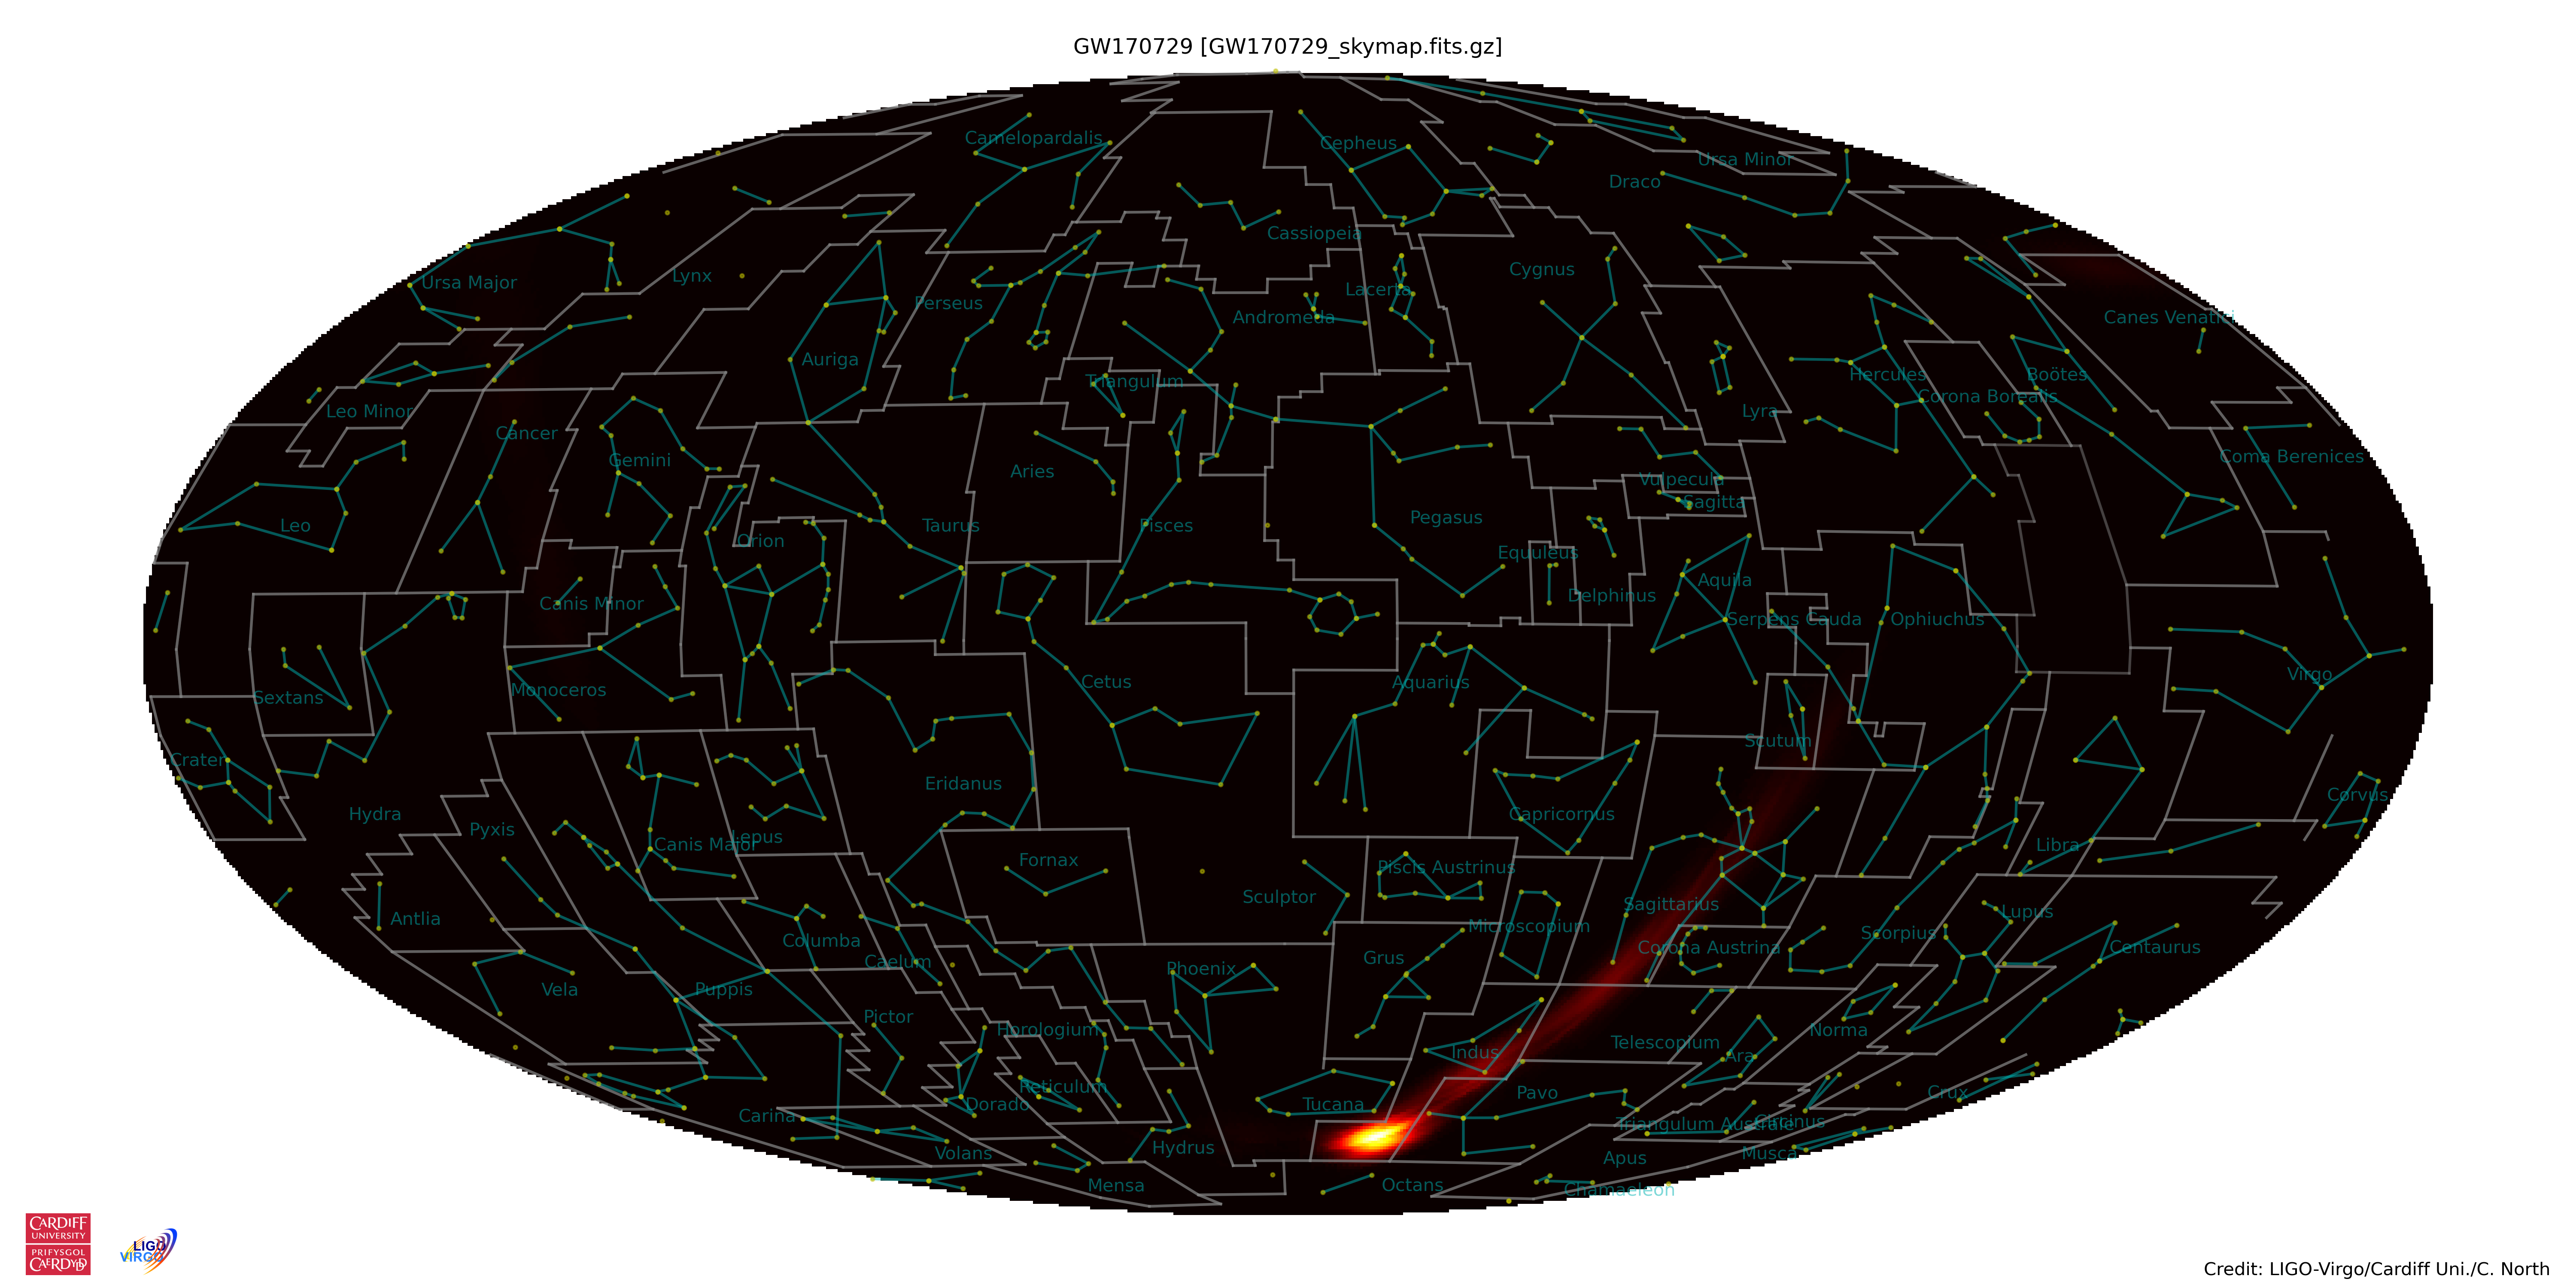 GW170729 [GW170729_skymap.fits.gz]
Camelopardalis
Cepheus
Ursa Minor
Draco
Cassiopeia
Ursa Major
Lynx
Cygnus
Perseus
Lacerta
Andromeda
Canes Venatici
Auriga
Triangulum
Hercules
Boötes
Corona Borealis
Leo Minor
Lyra
Cancer
Gemini
Aries
Coma Berenices
Vulpecula
Sagitta
Leo
Orion
Taurus
Pisces
Pegasus
Equuleus
Aquila
Canis Minor
Delphinus
Serpens Cauda
Ophiuchus
Sextans
Monoceros
Cetus
Aquarius
Virgo
Crater
Scutum
Eridanus
Corvus
Hydra
Pyxis
Canis Major
Lepus
Capricornus
Libra
Fornax
Piscis Austrinus
Sculptor
Sagittarius
Antlia
Microscopium
Lupus
Columba
Scorpius
Corona Austrina
Centaurus
Caelum
Phoenix
Grus
Vela
Puppis
Pictor
Horologium
Indus
Telescopium
Norma
Ara
Reticulum
Pavo
Crux
Dorado
Tucana
Carina
Triangulum Australe
Circinus
Volans
Hydrus
Apus
Musca
Mensa
Octans
Chamaeleon
CARDIFF
UNIVERSITY
PRIFYSGOL
CAERDYDD
LIGO
VIRGO
Credit: LIGO-Virgo/Cardiff Uni./C. North